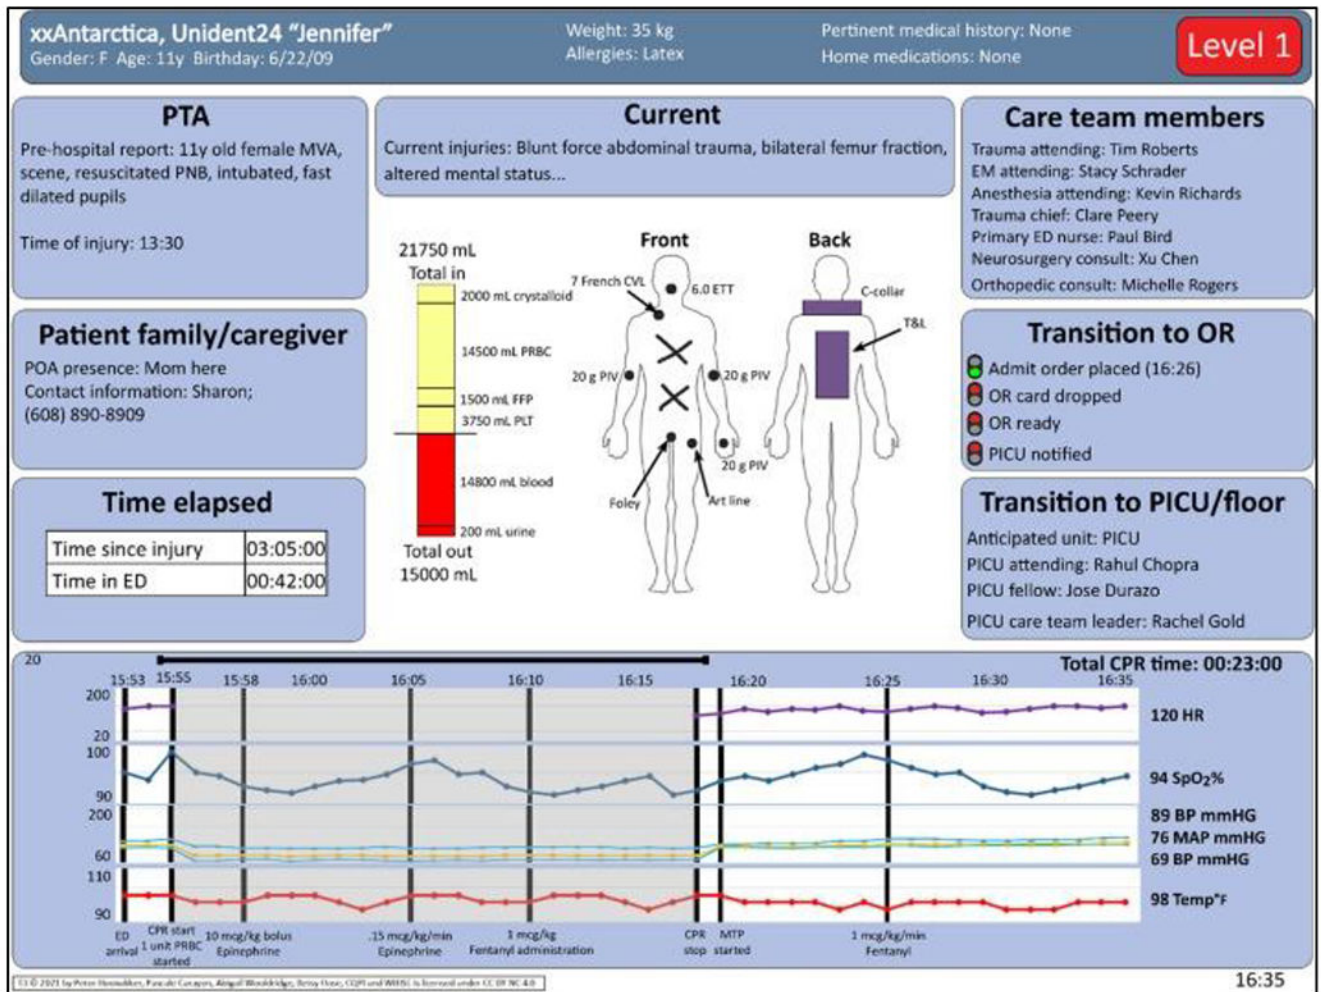 xxAntarctica, Unident24 “Jennifer”
Gender: F Age: 11y Birthday: 6/22/09
Weight: 35 kg
Allergies: Latex
Pertinent medical history: None
Home medications: None
Level 1
PTA
Pre-hospital report: 11y old female MVA,
scene, resuscitated PNB, intubated, fast
dilated pupils
Time of injury: 13:30
Patient family/caregiver
POA presence: Mom here
Contact information: Sharon;
(608) 890-8909
Time elapsed
Time since injury 03:05:00
Time in ED 00:42:00
Current
Current injuries: Blunt force abdominal trauma, bilateral femur fraction,
altered mental status...
21750 mL
Total in
2000 mL crystalloid
14500 mL PRBC
1500 mL FFP
3750 mL PLT
14800 mL blood
200 mL urine
Total out
15000 mL
Front
Back
7 French CVL
6.0 ETT
C-collar
T&L
20 g PIV
20 g PIV
20 g PIV
Foley
Art line
Care team members
Trauma attending: Tim Roberts
EM attending: Stacy Schrader
Anesthesia attending: Kevin Richards
Trauma chief: Clare Peery
Primary ED nurse: Paul Bird
Neurosurgery consult: Xu Chen
Orthopedic consult: Michelle Rogers
Transition to OR
Admit order placed (16:26)
OR card dropped
OR ready
PICU notified
Transition to PICU/floor
Anticipated unit: PICU
PICU attending: Rahul Chopra
PICU fellow: Jose Durazo
PICU care team leader: Rachel Gold
20
Total CPR time: 00:23:00
15:53 15:55 15:58 16:00 16:05 16:10 16:15 16:20 16:25 16:30 16:35
200
20
120 HR
100
90
94 SpO₂%
200
60
89 BP mmHG
76 MAP mmHG
69 BP mmHG
110
90
98 Temp°F
ED
arrival
CPR start
1 unit PRBC
started
10 mcg/kg bolus
Epinephrine
.15 mcg/kg/min
Epinephrine
1 mcg/kg
Fentanyl administration
CPR
stop
MTP
started
1 mcg/kg/min
Fentanyl
16:35